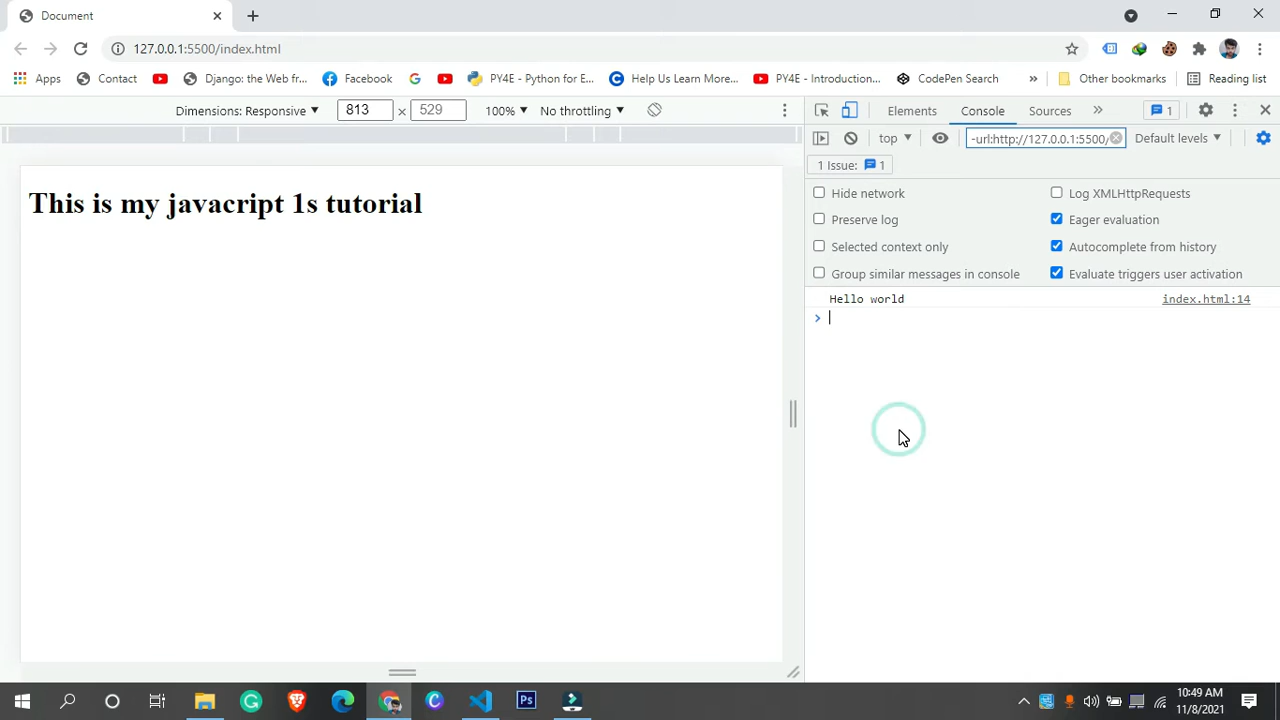 Document
127.0.0.1:5500/index.html
Apps
Contact
Django: the Web fr...
Facebook
PY4E - Python for E...
Help Us Learn More...
PY4E - Introduction...
CodePen Search
»
Other bookmarks
Reading list
Dimensions: Responsive
813 × 529
100%
No throttling
Elements
Console
Sources
»
1
top
-url:http://127.0.0.1:5500/
Default levels
1 Issue:
1
Hide network
Log XMLHttpRequests
Preserve log
Eager evaluation
Selected context only
Autocomplete from history
Group similar messages in console
Evaluate triggers user activation
This is my javacript 1s tutorial
Hello world
index.html:14
10:49 AM
11/8/2021